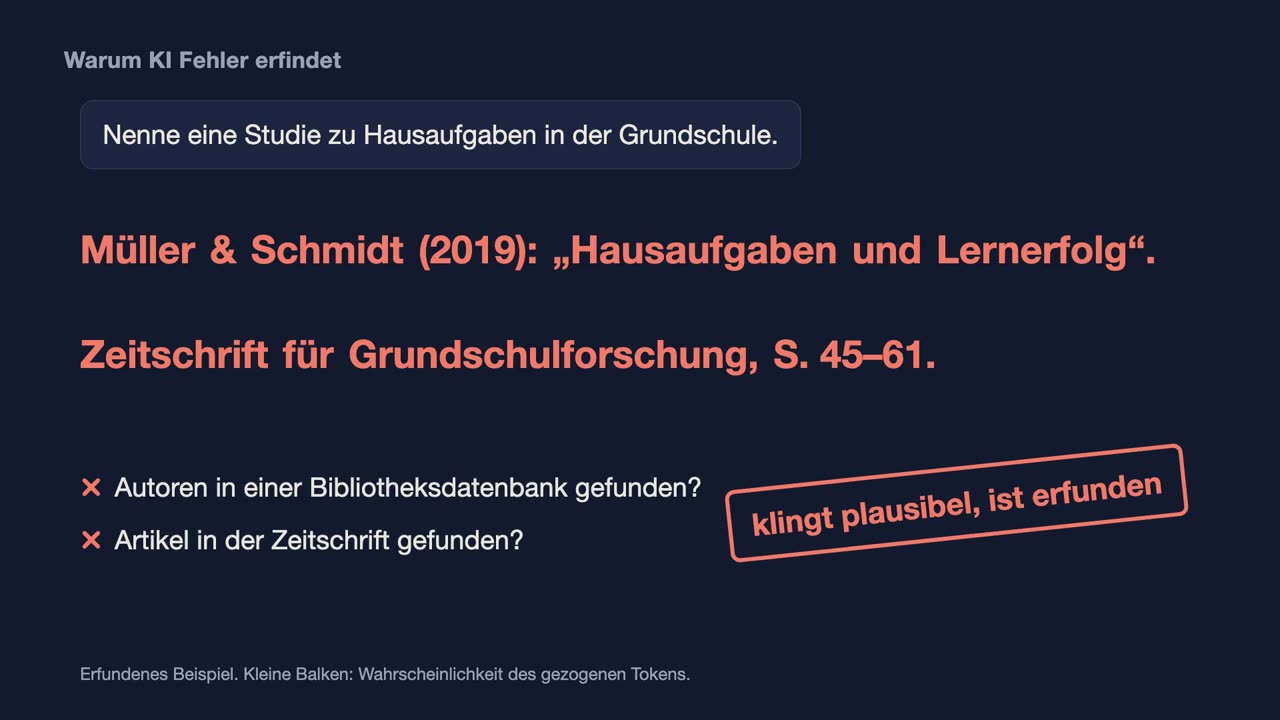 Warum KI Fehler erfindet
Nenne eine Studie zu Hausaufgaben in der Grundschule.
Müller & Schmidt (2019): „Hausaufgaben und Lernerfolg“.
Zeitschrift für Grundschulforschung, S. 45–61.
✕ Autoren in einer Bibliotheksdatenbank gefunden?
✕ Artikel in der Zeitschrift gefunden?
klingt plausibel, ist erfunden
Erfundenes Beispiel. Kleine Balken: Wahrscheinlichkeit des gezogenen Tokens.